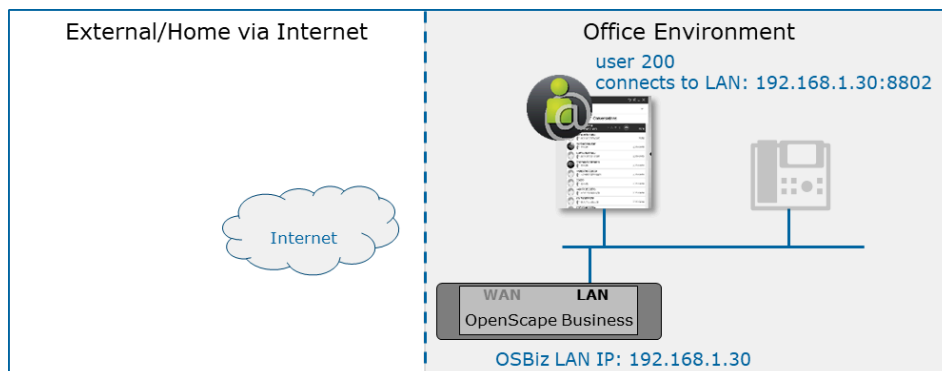 External/Home via Internet
Office Environment
user 200
connects to LAN: 192.168.1.30:8802
@
Internet
WAN LAN
OpenScape Business
OSBiz LAN IP: 192.168.1.30